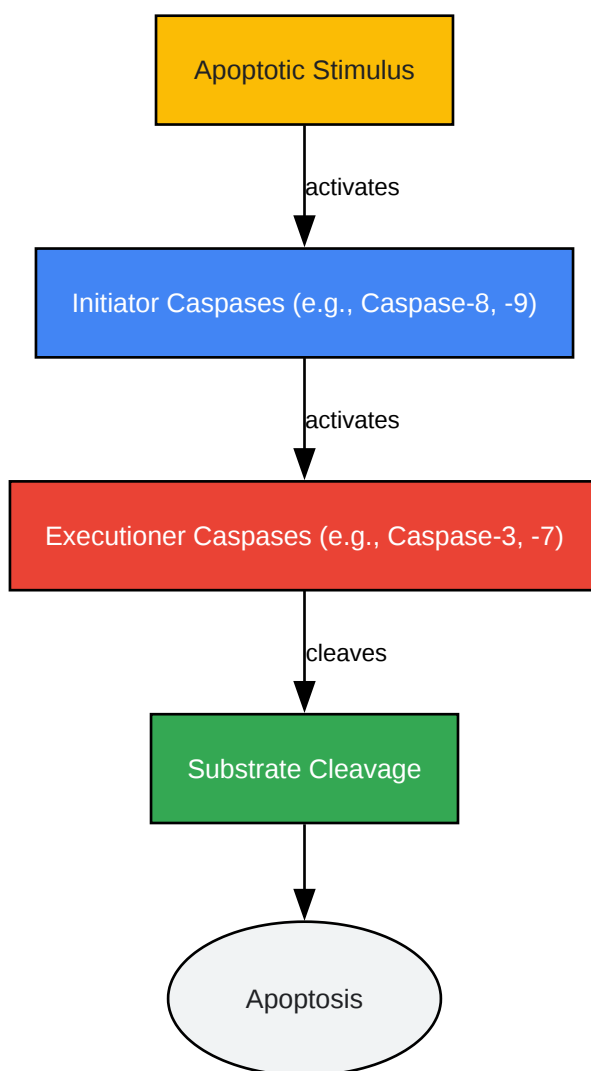 Apoptotic Stimulus
activates
Initiator Caspases (e.g., Caspase-8, -9)
activates
Executioner Caspases (e.g., Caspase-3, -7)
cleaves
Substrate Cleavage
Apoptosis